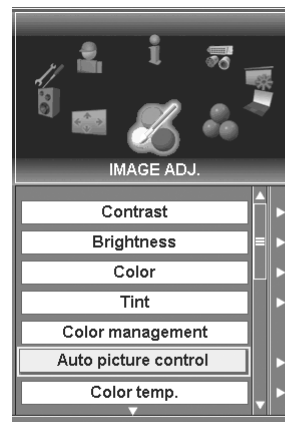 IMAGE ADJ.
Contrast
Brightness
Color
Tint
Color management
Auto picture control
Color temp.